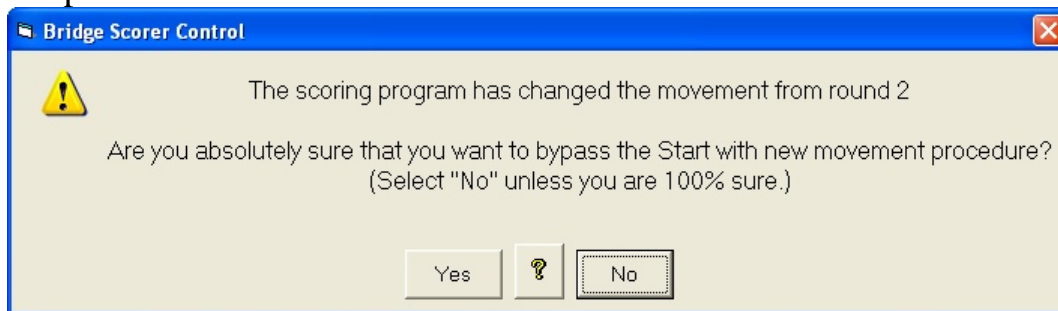 Bridge Scorer Control
The scoring program has changed the movement from round 2
Are you absolutely sure that you want to bypass the Start with new movement procedure?
(Select "No" unless you are 100% sure.)
Yes ? No